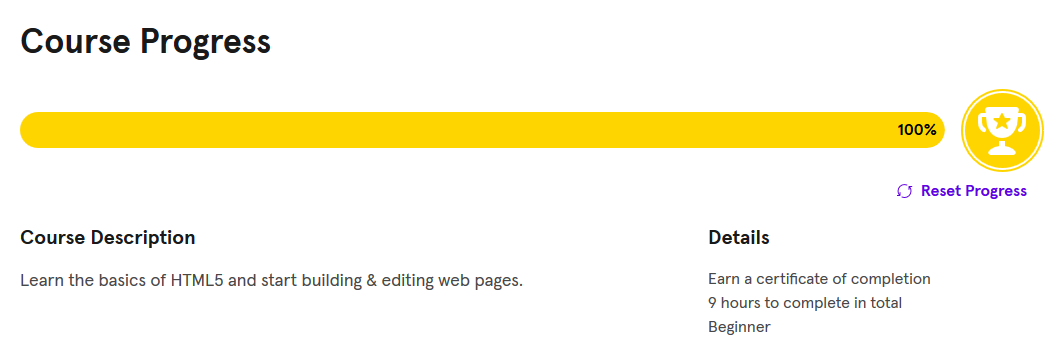 Course Progress
100%
Reset Progress
Course Description
Learn the basics of HTML5 and start building & editing web pages.
Details
Earn a certificate of completion
9 hours to complete in total
Beginner